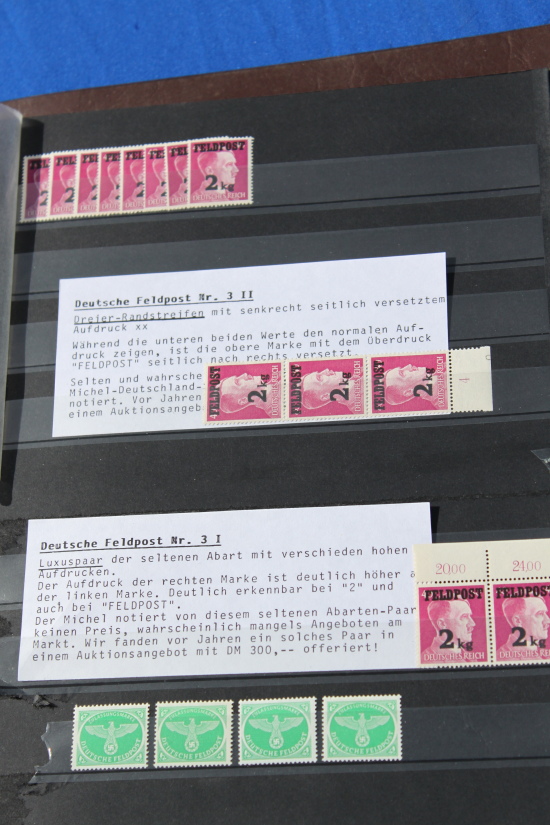 FELDPOST
2 kg
DEUTSCHES REICH
Deutsche Feldpost Nr. 3 II
Dreier-Randstreifen mit senkrecht seitlich versetztem
Aufdruck xx
Während die unteren beiden Werte den normalen Auf-
druck zeigen, ist die obere Marke mit dem Überdruck
"FELDPOST" seitlich nach rechts versetzt.
Selten und wahrsche
Michel-Deutschland-
notiert. Vor Jahren
einem Auktionsangeb
FELDPOST 2 kg FELDPOST 2 kg FELDPOST 2 kg 4
Deutsche Feldpost Nr. 3 I
Luxuspaar der seltenen Abart mit verschieden hohen
Aufdrucken.
Der Aufdruck der rechten Marke ist deutlich höher
der linken Marke. Deutlich erkennbar bei "2" und
auch bei "FELDPOST".
Der Michel notiert von diesem seltenen Abarten-Paar
keinen Preis, wahrscheinlich mangels Angeboten am
Markt. Wir fanden vor Jahren ein solches Paar in
einem Auktionsangebot mit DM 300,-- offeriert!
20,00 24,00
FELDPOST FELDPOST
2 kg 2 kg
DEUTSCHES REICH DEUTSCHES
DEUTSCHE FELDPOST DEUTSCHE FELDPOST DEUTSCHE FELDPOST DEUTSCHE FELDPOST